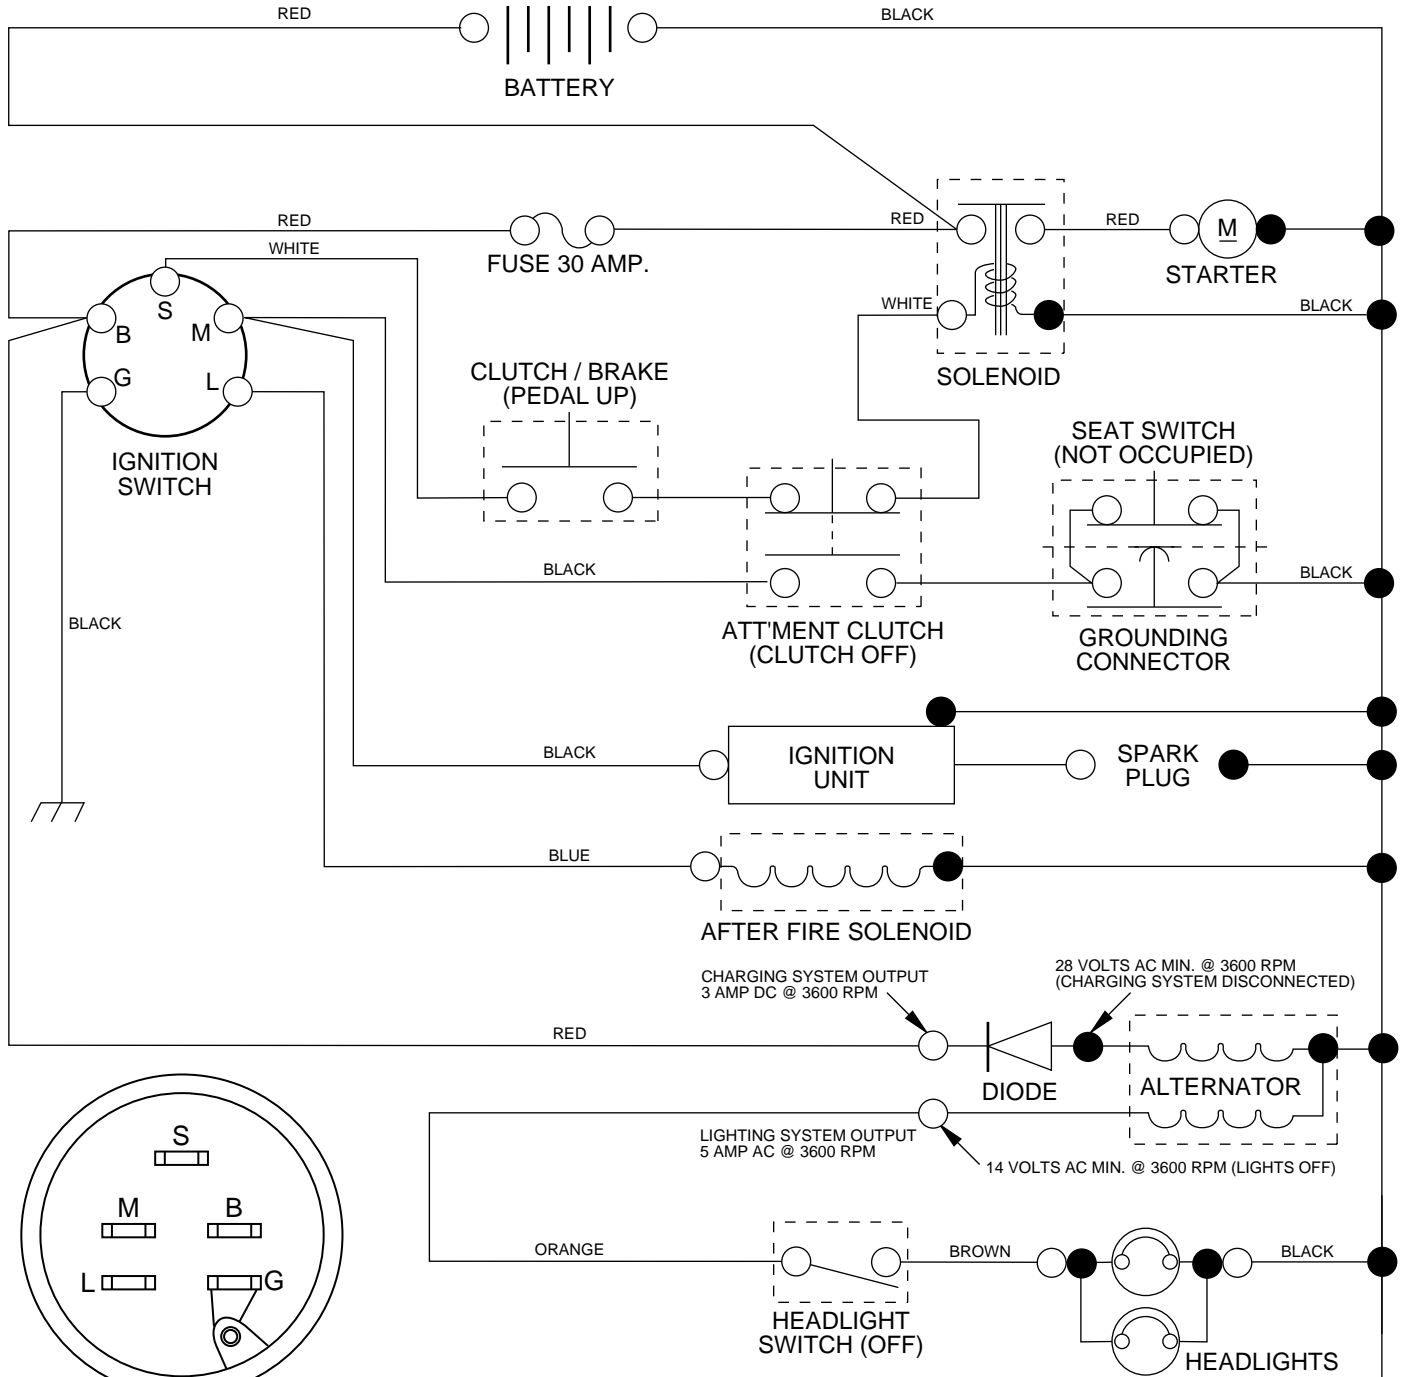 RED
BLACK
BATTERY
RED
WHITE
FUSE 30 AMP.
RED
RED
M
STARTER
S
B
M
G
L
IGNITION
SWITCH
WHITE
BLACK
SOLENOID
CLUTCH / BRAKE
(PEDAL UP)
SEAT SWITCH
(NOT OCCUPIED)
BLACK
BLACK
BLACK
ATT'MENT CLUTCH
(CLUTCH OFF)
GROUNDING
CONNECTOR
BLACK
IGNITION
UNIT
SPARK
PLUG
BLUE
AFTER FIRE SOLENOID
CHARGING SYSTEM OUTPUT
3 AMP DC @ 3600 RPM
28 VOLTS AC MIN. @ 3600 RPM
(CHARGING SYSTEM DISCONNECTED)
RED
DIODE
ALTERNATOR
LIGHTING SYSTEM OUTPUT
5 AMP AC @ 3600 RPM
14 VOLTS AC MIN. @ 3600 RPM (LIGHTS OFF)
S
M
B
L
G
ORANGE
BROWN
BLACK
HEADLIGHT
SWITCH (OFF)
HEADLIGHTS